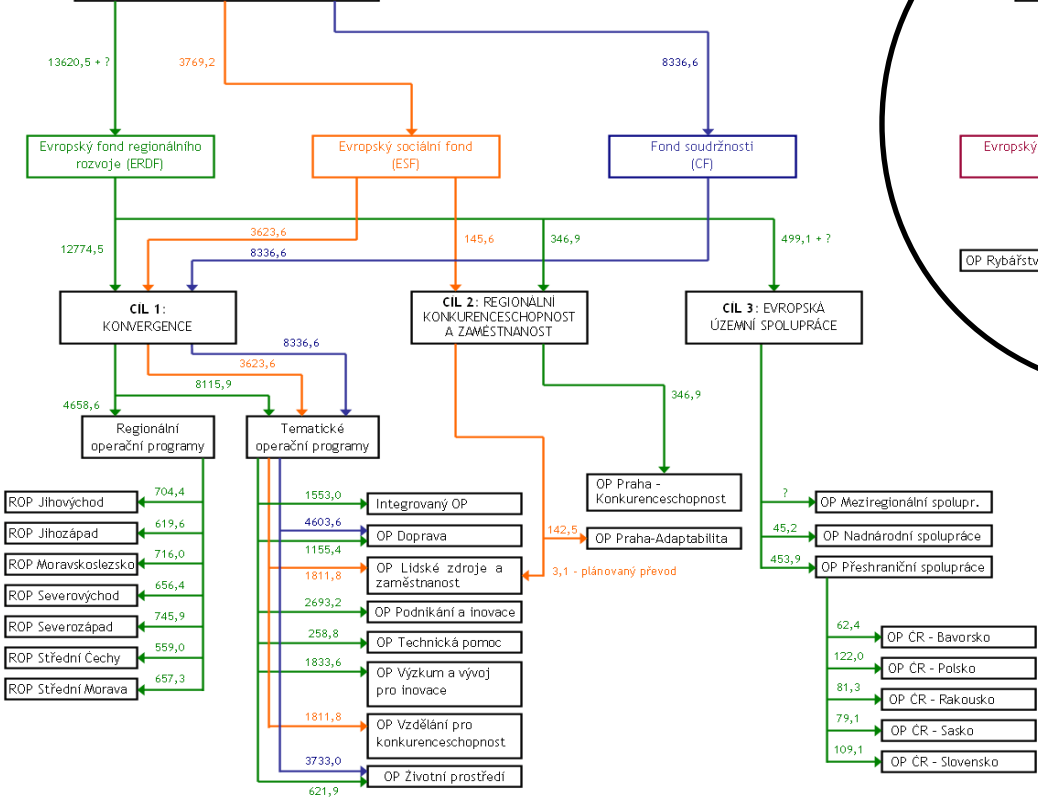 13620,5 + ?
3769,2
8336,6
Evropský fond regionálního
rozvoje (ERDF)
Evropský sociální fond
(ESF)
Fond soudržnosti
(CF)
Evropský
12774,5
3623,6
8336,6
145,6
346,9
499,1 + ?
OP Rybářstv
CÍL 1:
KONVERGENCE
CÍL 2: REGIONÁLNÍ
KONKURENCESCHOPNOST
A ZAMĚSTNANOST
CÍL 3: EVROPSKÁ
ÚZEMNÍ SPOLUPRÁCE
8336,6
3623,6
8115,9
4658,6
346,9
Regionální
operační programy
Tematické
operační programy
704,4
ROP Jihovýchod
619,6
ROP Jihozápad
716,0
ROP Moravskoslezsko
656,4
ROP Severovýchod
745,9
ROP Severozápad
559,0
ROP Střední Čechy
657,3
ROP Střední Morava
1553,0
Integrovaný OP
4603,6
OP Doprava
1155,4
OP Lidské zdroje a
zaměstnanost
1811,8
2693,2
OP Podnikání a inovace
258,8
OP Technická pomoc
1833,6
OP Výzkum a vývoj
pro inovace
1811,8
OP Vzdělání pro
konkurenceschopnost
3733,0
OP Životní prostředí
621,9
OP Praha -
Konkurenceschopnost
142,5
OP Praha-Adaptabilita
3,1 - plánovaný převod
?
OP Meziregionální spolupr.
45,2
OP Nadnárodní spolupráce
453,9
OP Přeshraniční spolupráce
62,4
OP ČR - Bavorsko
122,0
OP ČR - Polsko
81,3
OP ČR - Rakousko
79,1
OP ČR - Sasko
109,1
OP ČR - Slovensko